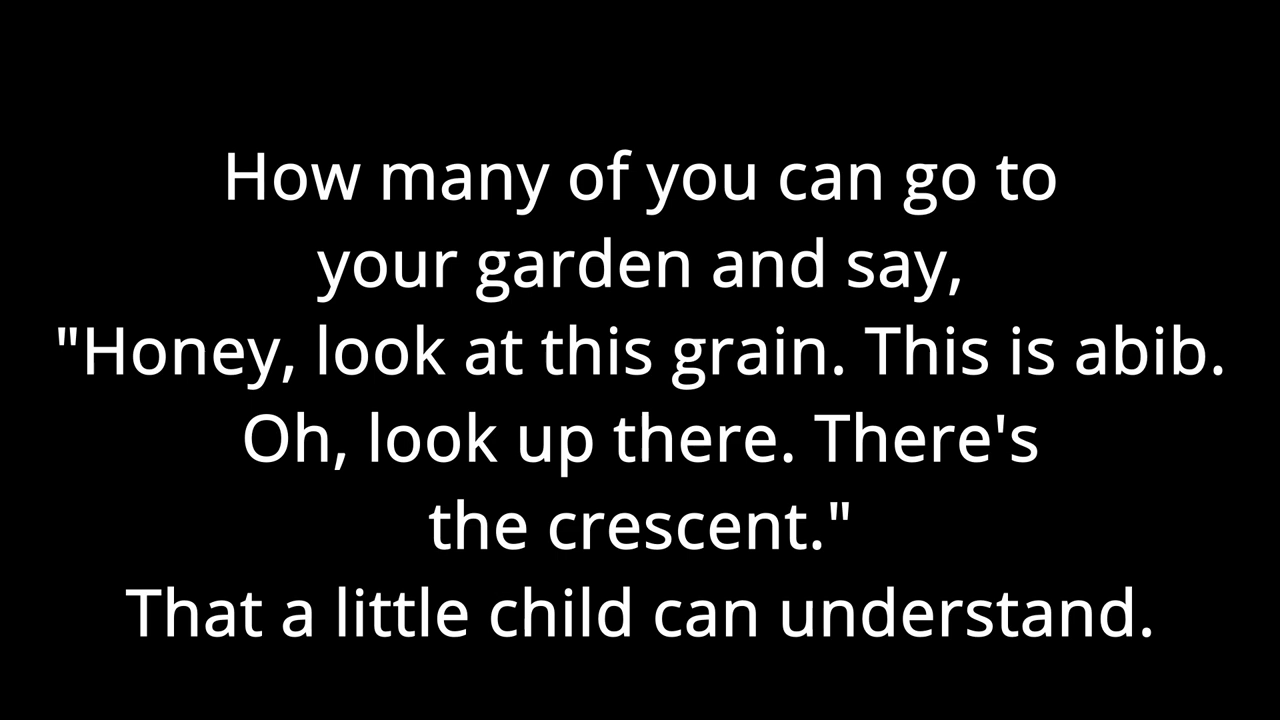 How many of you can go to
your garden and say,
"Honey, look at this grain. This is abib.
Oh, look up there. There's
the crescent."
That a little child can understand.